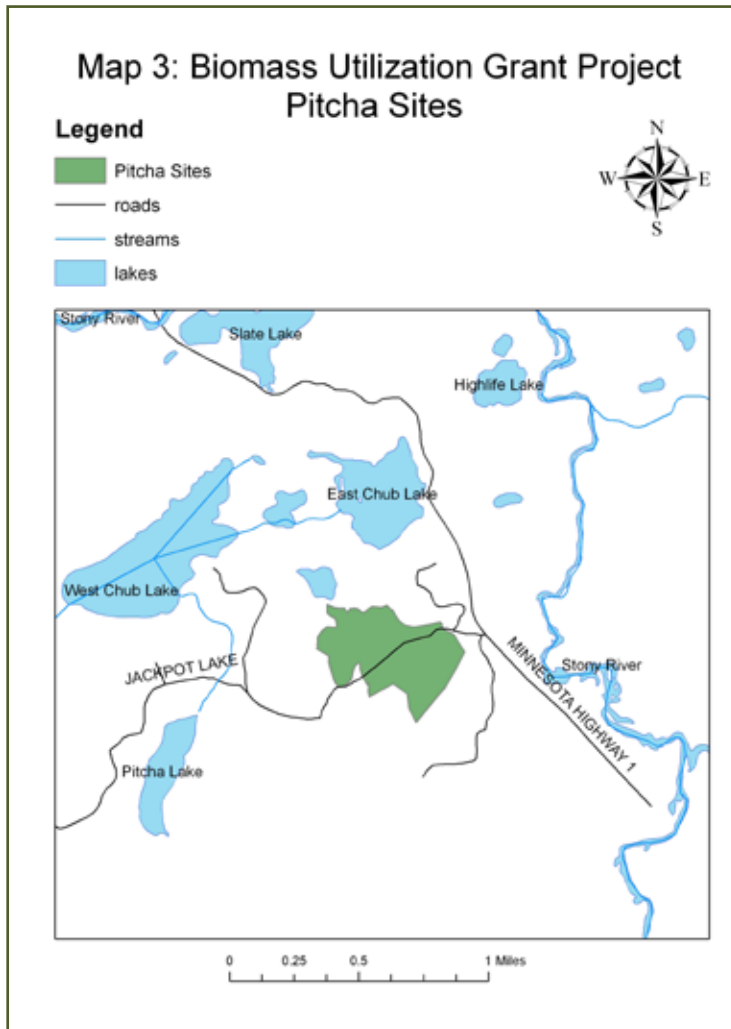 Map 3: Biomass Utilization Grant Project
Pitcha Sites
Legend
Pitcha Sites
roads
streams
lakes
N
W
E
S
Stony River
Slate Lake
Highlife Lake
East Chub Lake
West Chub Lake
JACKPOT LAKE
MINNESOTA HIGHWAY 1
Stony River
Pitcha Lake
0 0.25 0.5 1 Miles